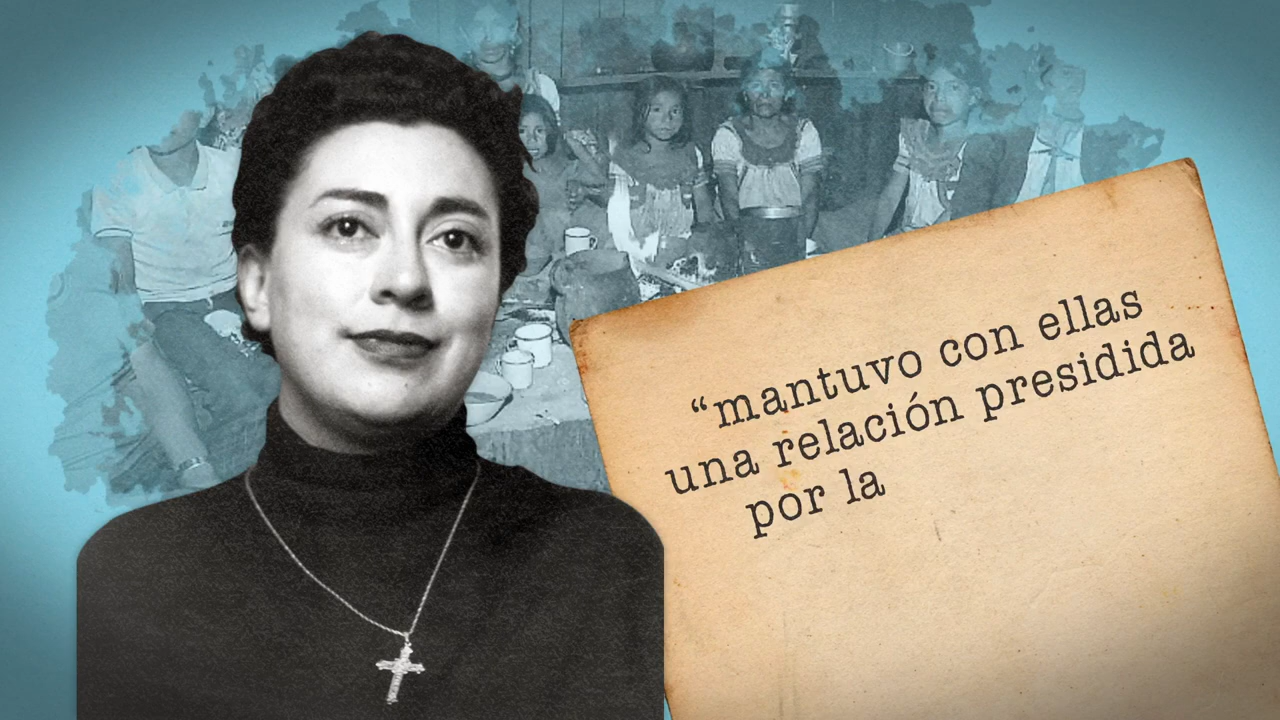 “mantuvo con ellas
una relación presidida
por la